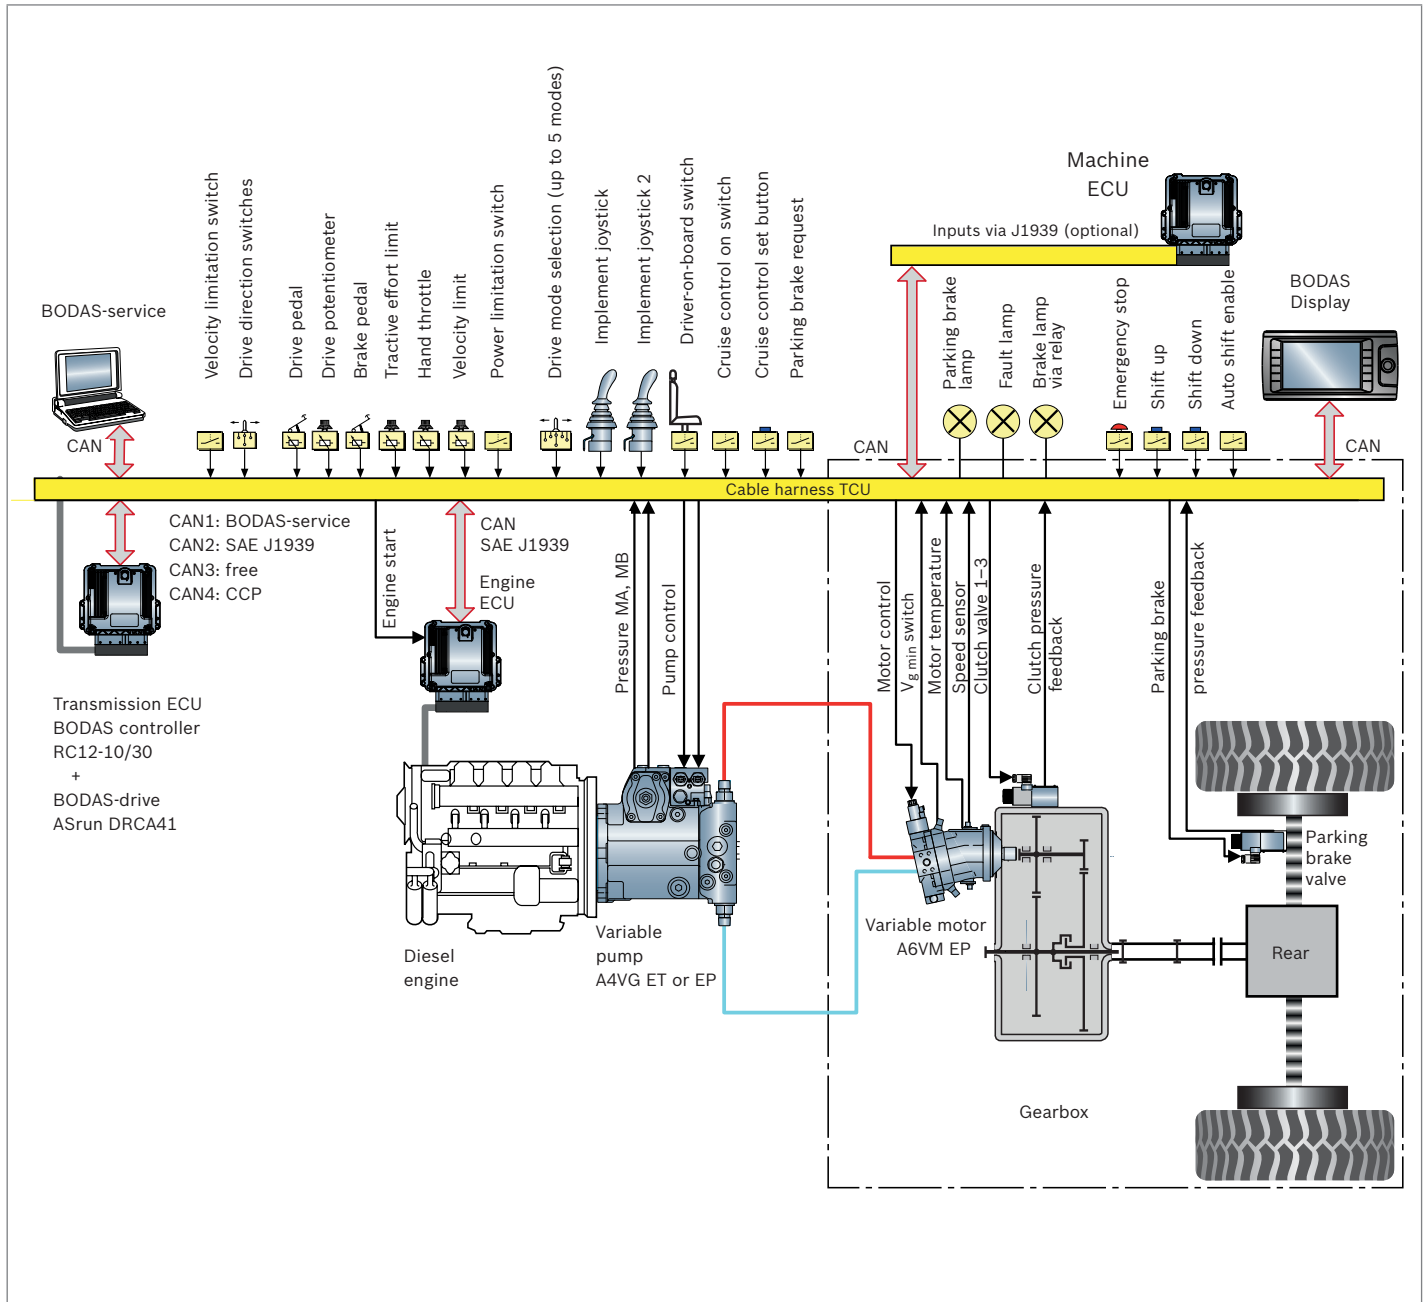 Velocity limitation switch
Drive direction switches
Drive pedal
Drive potentiometer
Brake pedal
Tractive effort limit
Hand throttle
Velocity limit
Power limitation switch
Drive mode selection (up to 5 modes)
Implement joystick
Implement joystick 2
Driver-on-board switch
Cruise control on switch
Cruise control set button
Parking brake request
Machine
ECU
Inputs via J1939 (optional)
BODAS-service
CAN
CAN
Parking brake
lamp
Fault lamp
Brake lamp
via relay
Emergency stop
Shift up
Shift down
Auto shift enable
BODAS
Display
CAN
Cable harness TCU
CAN1: BODAS-service
CAN2: SAE J1939
CAN3: free
CAN4: CCP
Engine start
CAN
SAE J1939
Engine
ECU
Pressure MA, MB
Pump control
Motor control
Vg min switch
Motor temperature
Speed sensor
Clutch valve 1–3
Clutch pressure
feedback
Parking brake
pressure feedback
Transmission ECU
BODAS controller
RC12-10/30
+
BODAS-drive
ASrun DRCA41
Diesel
engine
Variable
pump
A4VG ET or EP
Variable motor
A6VM EP
Parking
brake
valve
Rear
Gearbox